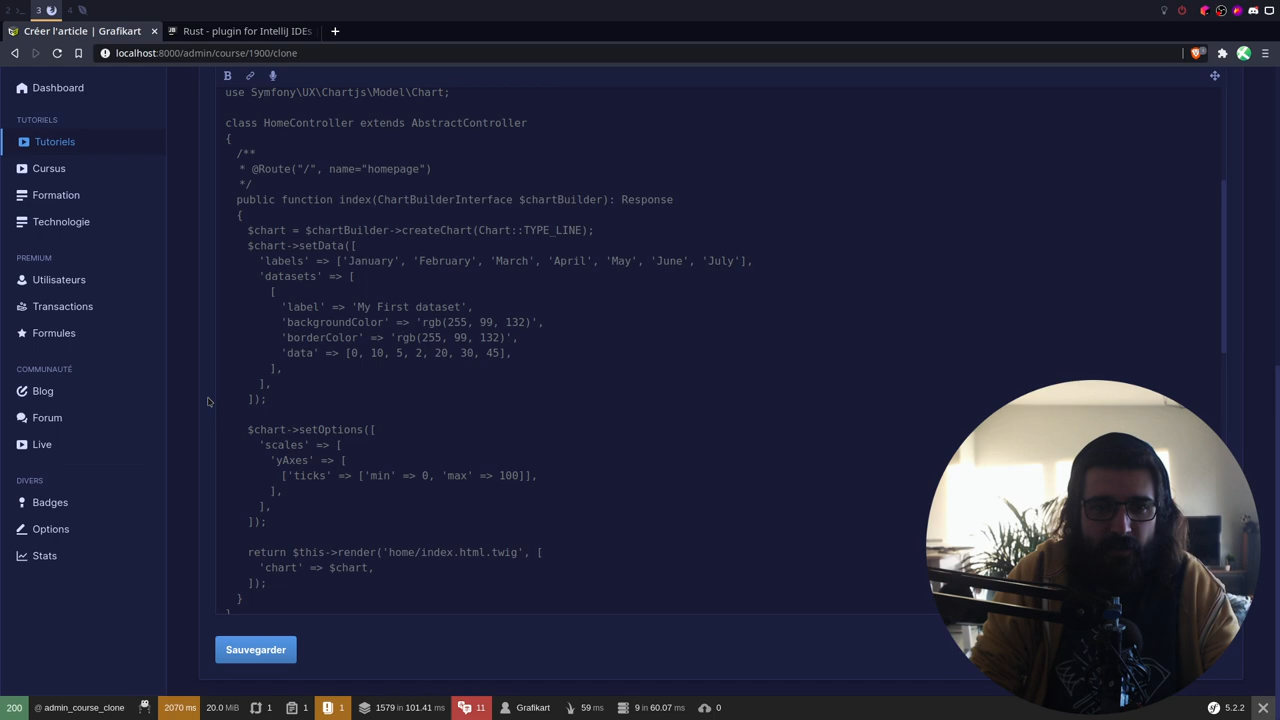 2
3
4
Créer l'article | Grafikart
Rust - plugin for IntelliJ IDEs
localhost:8000/admin/course/1900/clone
Dashboard
TUTORIELS
Tutoriels
Cursus
Formation
Technologie
PREMIUM
Utilisateurs
Transactions
Formules
COMMUNAUTÉ
Blog
Forum
Live
DIVERS
Badges
Options
Stats
B
use Symfony\UX\Chartjs\Model\Chart;
class HomeController extends AbstractController
{
/**
* @Route("/", name="homepage")
*/
public function index(ChartBuilderInterface $chartBuilder): Response
{
$chart = $chartBuilder->createChart(Chart::TYPE_LINE);
$chart->setData([
'labels' => ['January', 'February', 'March', 'April', 'May', 'June', 'July'],
'datasets' => [
[
'label' => 'My First dataset',
'backgroundColor' => 'rgb(255, 99, 132)',
'borderColor' => 'rgb(255, 99, 132)',
'data' => [0, 10, 5, 2, 20, 30, 45],
],
],
]);
$chart->setOptions([
'scales' => [
'yAxes' => [
['ticks' => ['min' => 0, 'max' => 100]],
],
],
]);
return $this->render('home/index.html.twig', [
'chart' => $chart,
]);
}
Sauvegarder
200 @ admin_course_clone 2070 ms 20.0 MiB 1 1 1 1579 in 101.41 ms 11 Grafikart 59 ms 9 in 60.07 ms 0 5.2.2